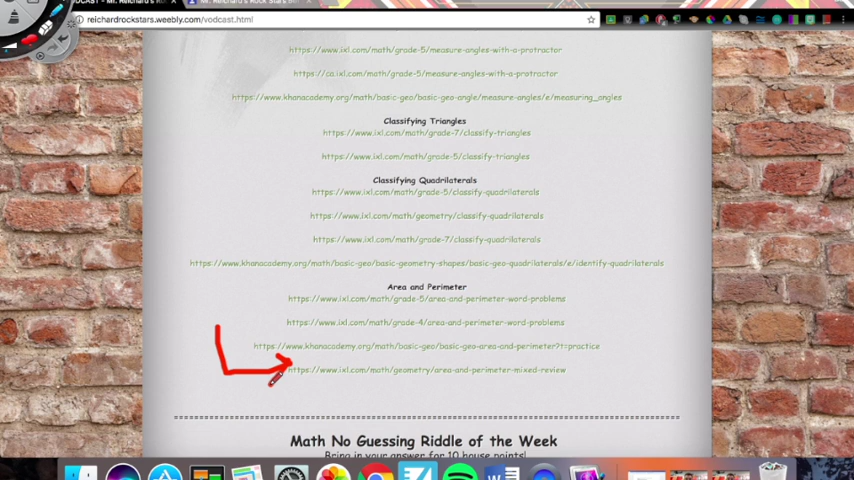 reichardrockstars.weebly.com/vodcast.html
https://www.ixl.com/math/grade-5/measure-angles-with-a-protractor
https://ca.ixl.com/math/grade-5/measure-angles-with-a-protractor
https://www.khanacademy.org/math/basic-geo/basic-geo-angle/measure-angles/e/measuring_angles
Classifying Triangles
https://www.ixl.com/math/grade-7/classify-triangles
https://www.ixl.com/math/grade-5/classify-triangles
Classifying Quadrilaterals
https://www.ixl.com/math/grade-5/classify-quadrilaterals
https://www.ixl.com/math/geometry/classify-quadrilaterals
https://www.ixl.com/math/grade-7/classify-quadrilaterals
https://www.khanacademy.org/math/basic-geo/basic-geometry-shapes/basic-geo-quadrilaterals/e/identify-quadrilaterals
Area and Perimeter
https://www.ixl.com/math/grade-5/area-and-perimeter-word-problems
https://www.ixl.com/math/grade-4/area-and-perimeter-word-problems
https://www.khanacademy.org/math/basic-geo/basic-geo-area-and-perimeter?t=practice
https://www.ixl.com/math/geometry/area-and-perimeter-mixed-review
Math No Guessing Riddle of the Week
Bring in your answer for 10 house points!